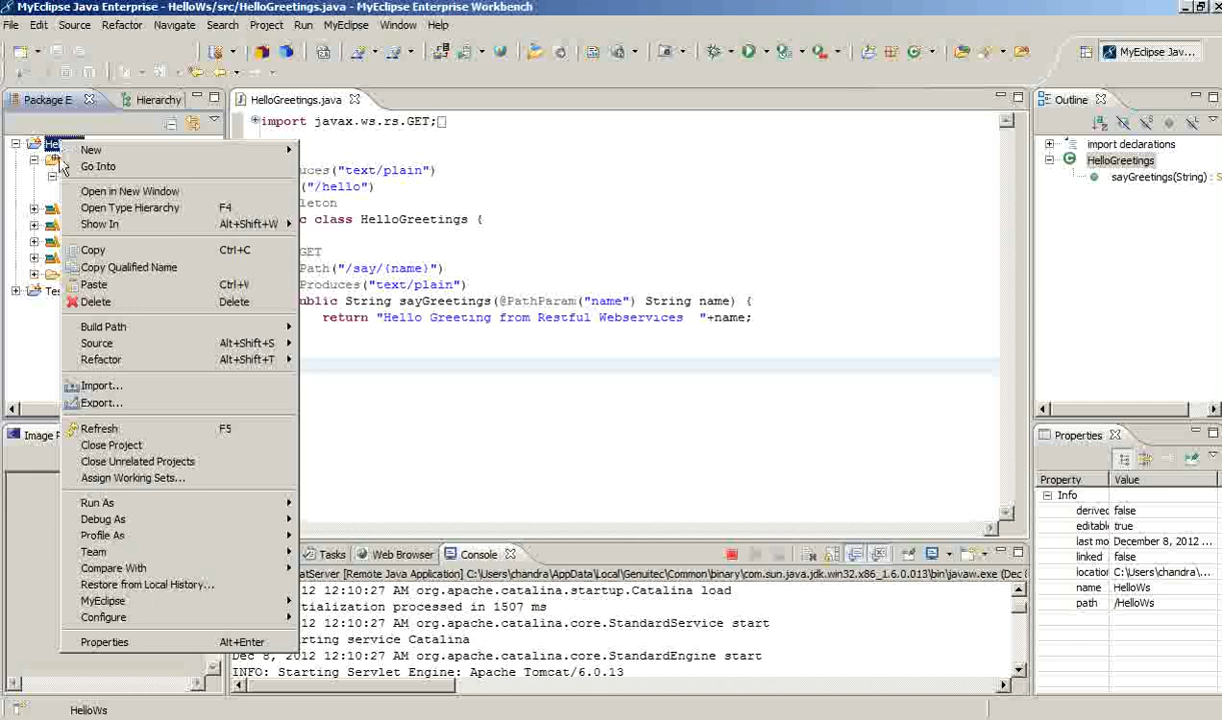 MyEclipse Java Enterprise - HelloWs/src/HelloGreetings.java - MyEclipse Enterprise Workbench
File Edit Source Refactor Navigate Search Project Run MyEclipse Window Help
MyEclipse Jav...
Package E
Hierarchy
HelloGreetings.java
Outline
import javax.ws.rs.GET;
uces("text/plain")
("/hello")
leton
c class HelloGreetings {
GET
Path("/say/{name}")
roduces("text/plain")
blic String sayGreetings(@PathParam("name") String name) {
return "Hello Greeting from Restful Webservices  "+name;
import declarations
HelloGreetings
sayGreetings(String) : S
Hel
Tes
New
Go Into
Open in New Window
Open Type Hierarchy F4
Show In Alt+Shift+W
Copy Ctrl+C
Copy Qualified Name
Paste Ctrl+V
Delete Delete
Build Path
Source Alt+Shift+S
Refactor Alt+Shift+T
Import...
Export...
Refresh F5
Close Project
Close Unrelated Projects
Assign Working Sets...
Run As
Debug As
Profile As
Team
Compare With
Restore from Local History...
MyEclipse
Configure
Properties Alt+Enter
Image P
Properties
Property Value
Info
derived false
editable true
last mo December 8, 2012 ...
linked false
location C:\Users\chandra\...
name HelloWs
path /HelloWs
Tasks Web Browser Console
atServer [Remote Java Application] C:\Users\chandra\AppData\Local\Genuitec\Common\binary\com.sun.java.jdk.win32.x86_1.6.0.013\bin\javaw.exe (Dec 8
12 12:10:27 AM org.apache.catalina.startup.Catalina load
tialization processed in 1507 ms
12 12:10:27 AM org.apache.catalina.core.StandardService start
rting service Catalina
Dec 8, 2012 12:10:27 AM org.apache.catalina.core.StandardEngine start
INFO: Starting Servlet Engine: Apache Tomcat/6.0.13
HelloWs